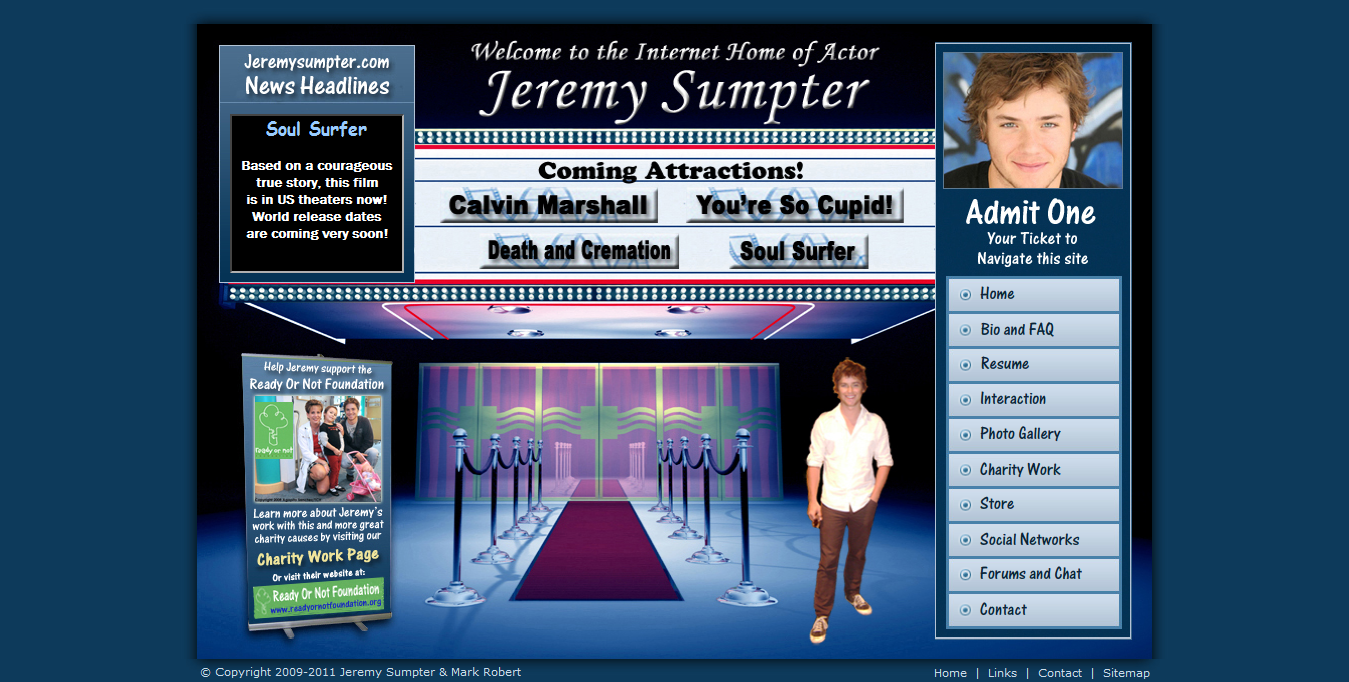 Jeremysumpter.com
News Headlines
Soul Surfer
Based on a courageous
true story, this film
is in US theaters now!
World release dates
are coming very soon!
Welcome to the Internet Home of Actor
Jeremy Sumpter
Coming Attractions!
Calvin Marshall
You're So Cupid!
Death and Cremation
Soul Surfer
Admit One
Your Ticket to
Navigate this site
Home
Bio and FAQ
Resume
Interaction
Photo Gallery
Charity Work
Store
Social Networks
Forums and Chat
Contact
Help Jeremy support the
Ready Or Not Foundation
ready or not
Learn more about Jeremy's
work with this and more great
charity causes by visiting our
Charity Work Page
Or visit their website at:
Ready Or Not Foundation
www.readyornotfoundation.org
© Copyright 2009-2011 Jeremy Sumpter & Mark Robert
Home | Links | Contact | Sitemap